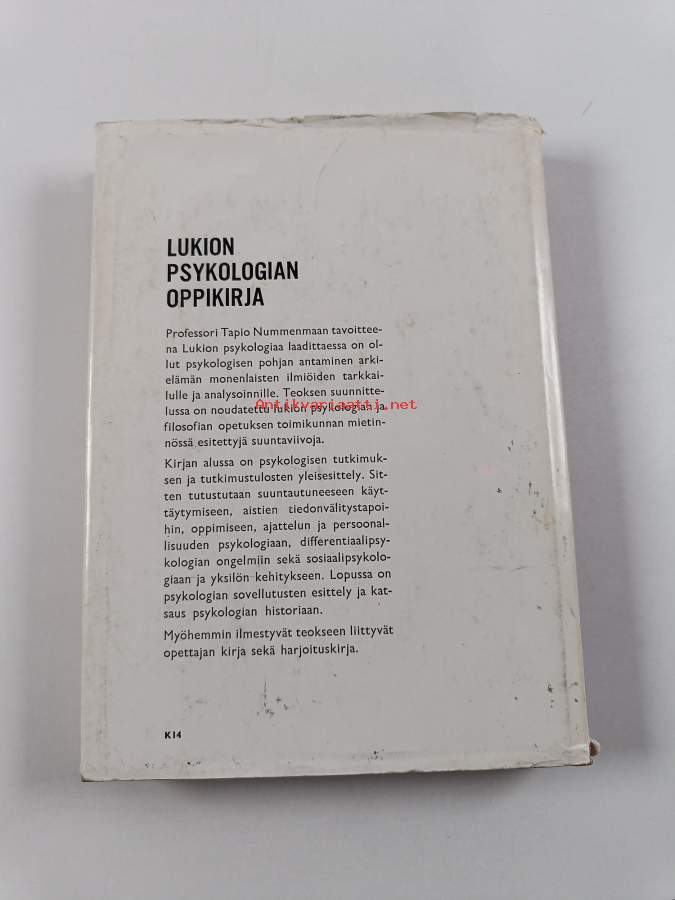 LUKION
PSYKOLOGIAN
OPPIKIRJA
Professori Tapio Nummenmaan tavoittee-
na Lukion psykologiaa laadittaessa on ol-
lut psykologisen pohjan antaminen arki-
elämän monenlaisten ilmiöiden tarkkai-
lulle ja analysoinnille. Teoksen suunnitte-
lussa on noudatettu lukion psykologian ja
Antikvariaatti.net
filosofian opetuksen toimikunnan mietin-
nössä esitettyjä suuntaviivoja.
Kirjan alussa on psykologisen tutkimuk-
sen ja tutkimustulosten yleisesittely. Sit-
ten tutustutaan suuntautuneeseen käyt-
täytymiseen, aistien tiedonvälitystapoi-
hin, oppimiseen, ajattelun ja persoonal-
lisuuden psykologiaan, differentiaalipsy-
kologian ongelmiin sekä sosiaalipsykolo-
giaan ja yksilön kehitykseen. Lopussa on
psykologian sovellutusten esittely ja kat-
saus psykologian historiaan.
Myöhemmin ilmestyvät teokseen liittyvät
opettajan kirja sekä harjoituskirja.
K14